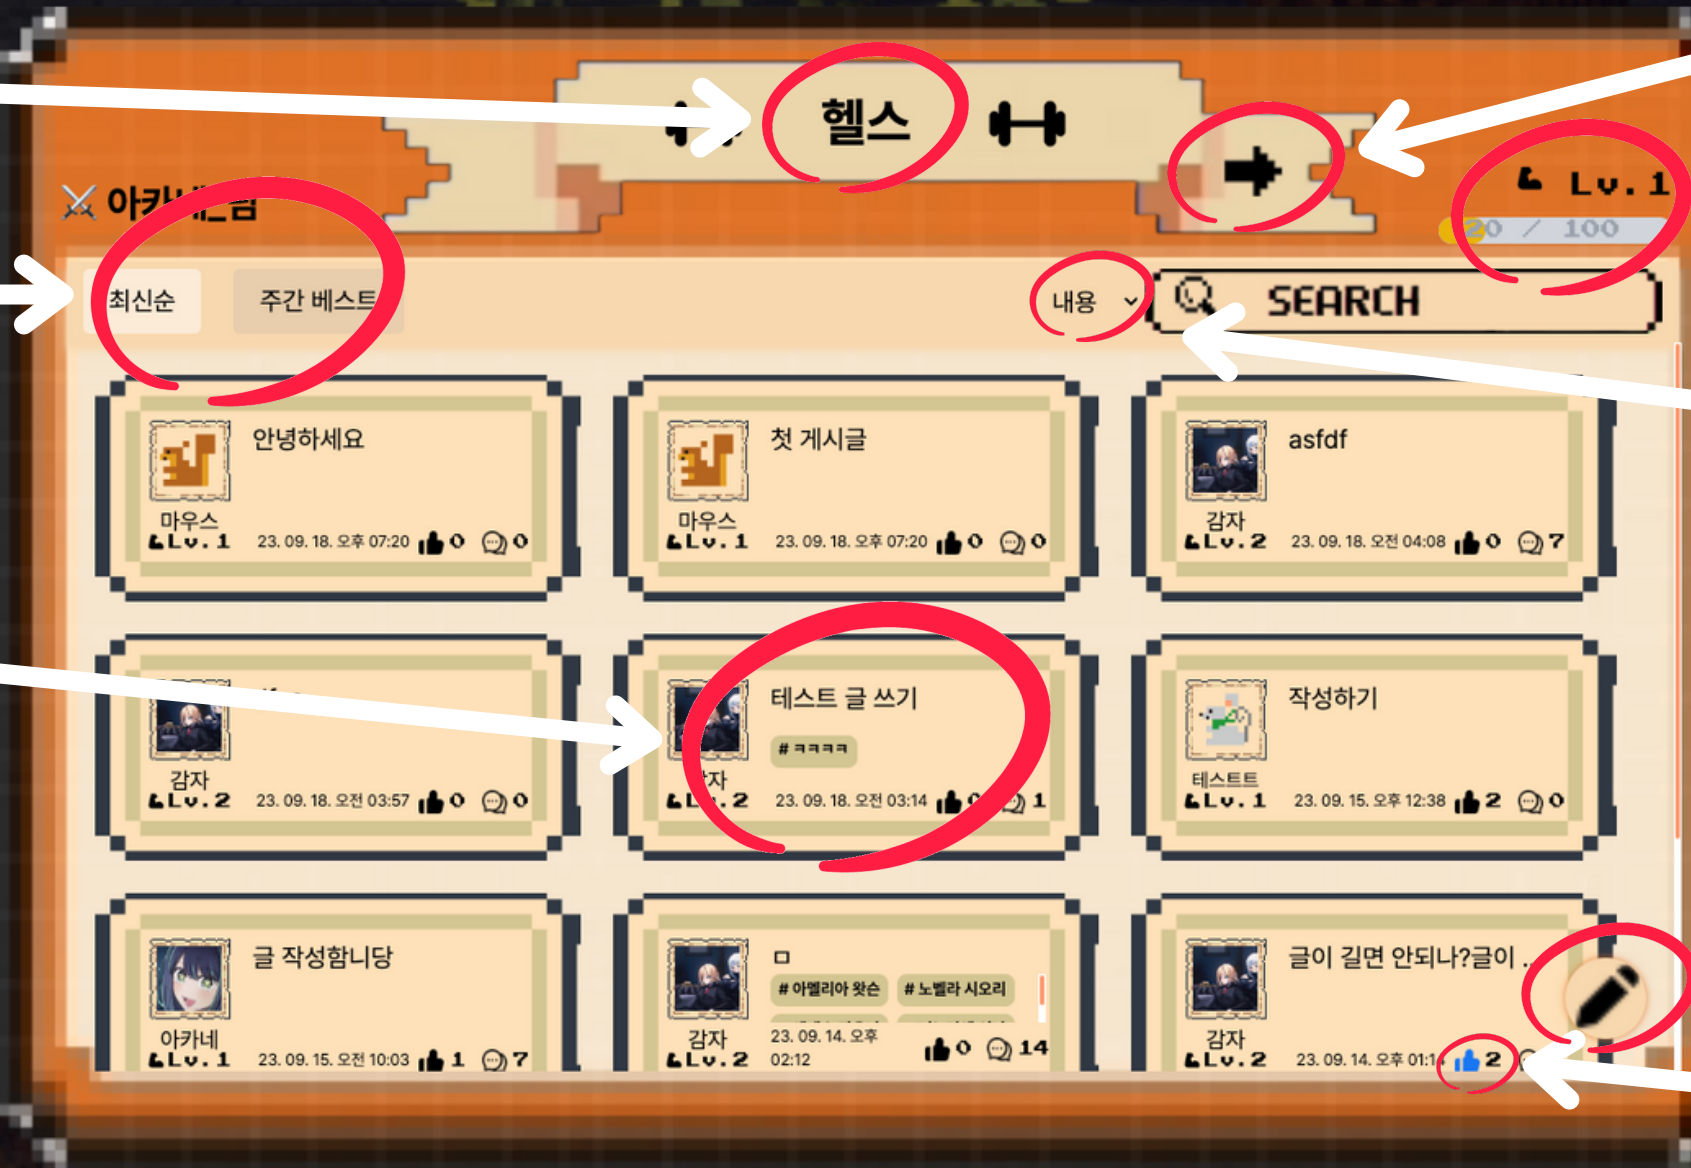 헬스
Lv.1
20 / 100
최신순
주간 베스트
내용
SEARCH
안녕하세요
마우스
Lv.1
23. 09. 18. 오후 07:20
0
0
첫 게시글
마우스
Lv.1
23. 09. 18. 오후 07:20
0
0
asfdf
감자
Lv.2
23. 09. 18. 오전 04:08
0
7
감자
Lv.2
23. 09. 18. 오전 03:57
0
0
테스트 글 쓰기
#ㅋㅋㅋㅋ
Lv.2
23. 09. 18. 오전 03:14
1
작성하기
테스트트
Lv.1
23. 09. 15. 오후 12:38
2
0
글 작성함니당
아카네
Lv.1
23. 09. 15. 오전 10:03
1
7
ㅁ
# 아멜리아 왓슨
# 노벨라 시오리
감자
Lv.2
23. 09. 14. 오후
02:12
0
14
글이 길면 안되나?글이 ..
감자
Lv.2
23. 09. 14. 오후
2